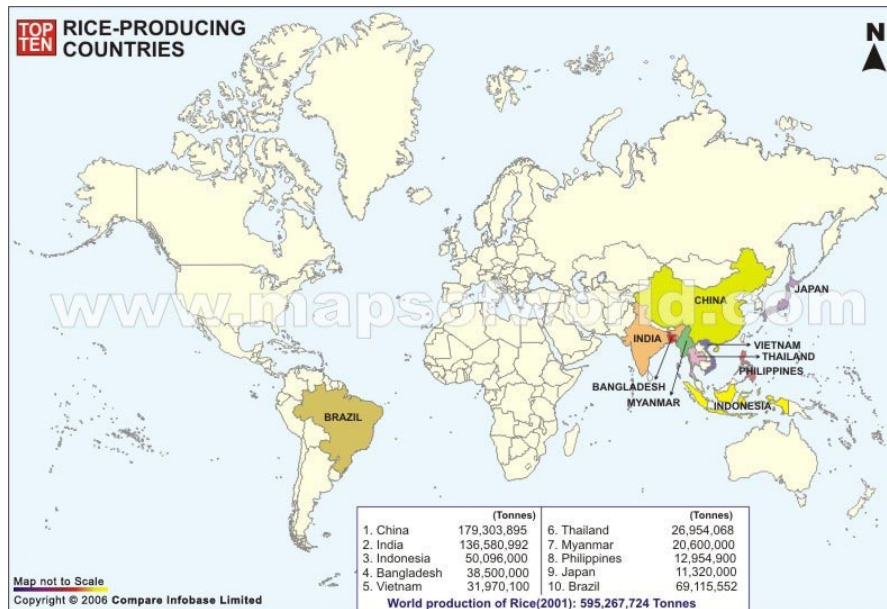 TOP TEN RICE-PRODUCING COUNTRIES
N
www.mapsofworld.com
JAPAN
CHINA
INDIA
VIETNAM
THAILAND
PHILIPPINES
BANGLADESH
MYANMAR
INDONESIA
BRAZIL
(Tonnes) (Tonnes)
1. China 179,303,895 6. Thailand 26,954,068
2. India 136,580,992 7. Myanmar 20,600,000
3. Indonesia 50,096,000 8. Philippines 12,954,900
4. Bangladesh 38,500,000 9. Japan 11,320,000
5. Vietnam 31,970,100 10. Brazil 69,115,552
World production of Rice(2001): 595,267,724 Tonnes
Map not to Scale
Copyright © 2006 Compare Infobase Limited